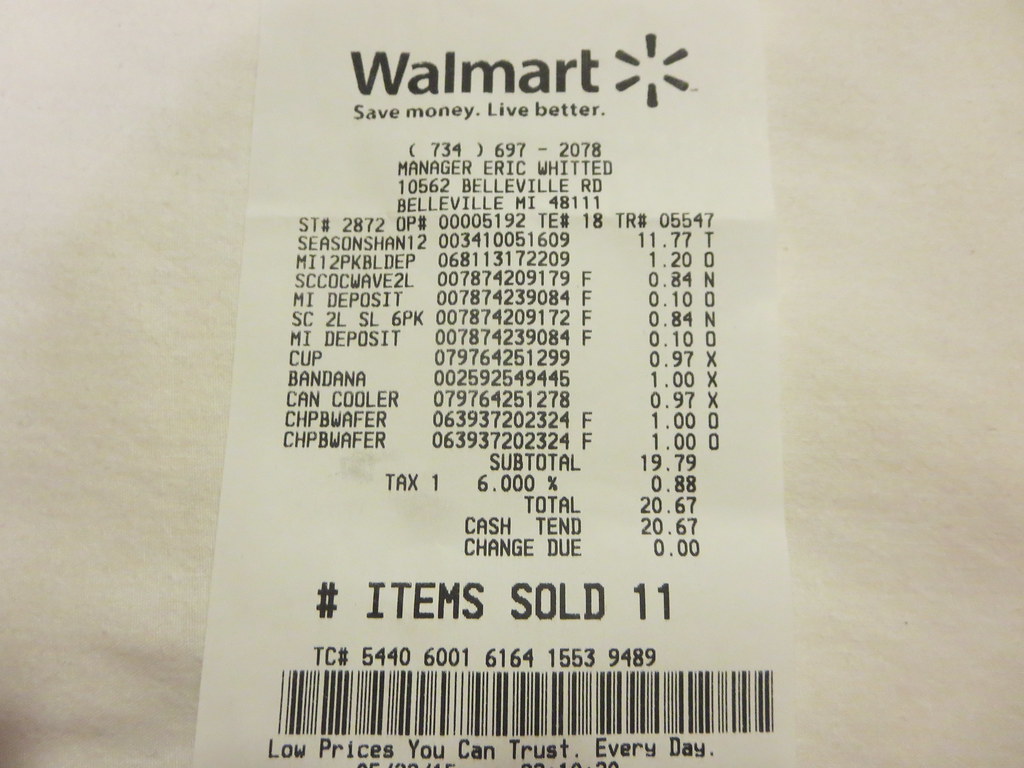 Walmart
Save money. Live better.
( 734 ) 697 - 2078
MANAGER ERIC WHITTED
10562 BELLEVILLE RD
BELLEVILLE MI 48111
ST# 2872 OP# 00005192 TE# 18 TR# 05547
SEASONSHAN12 003410051609 11.77 T
MI12PKBLDEP 068113172209 1.20 O
SCCOCWAVE2L 007874209179 F 0.84 N
MI DEPOSIT 007874239084 F 0.10 O
SC 2L SL 6PK 007874209172 F 0.84 N
MI DEPOSIT 007874239084 F 0.10 O
CUP 079764251299 0.97 X
BANDANA 002592549445 1.00 X
CAN COOLER 079764251278 0.97 X
CHPBWAFER 063937202324 F 1.00 O
CHPBWAFER 063937202324 F 1.00 O
SUBTOTAL 19.79
TAX 1 6.000 % 0.88
TOTAL 20.67
CASH TEND 20.67
CHANGE DUE 0.00
# ITEMS SOLD 11
TC# 5440 6001 6164 1553 9489
Low Prices You Can Trust. Every Day.